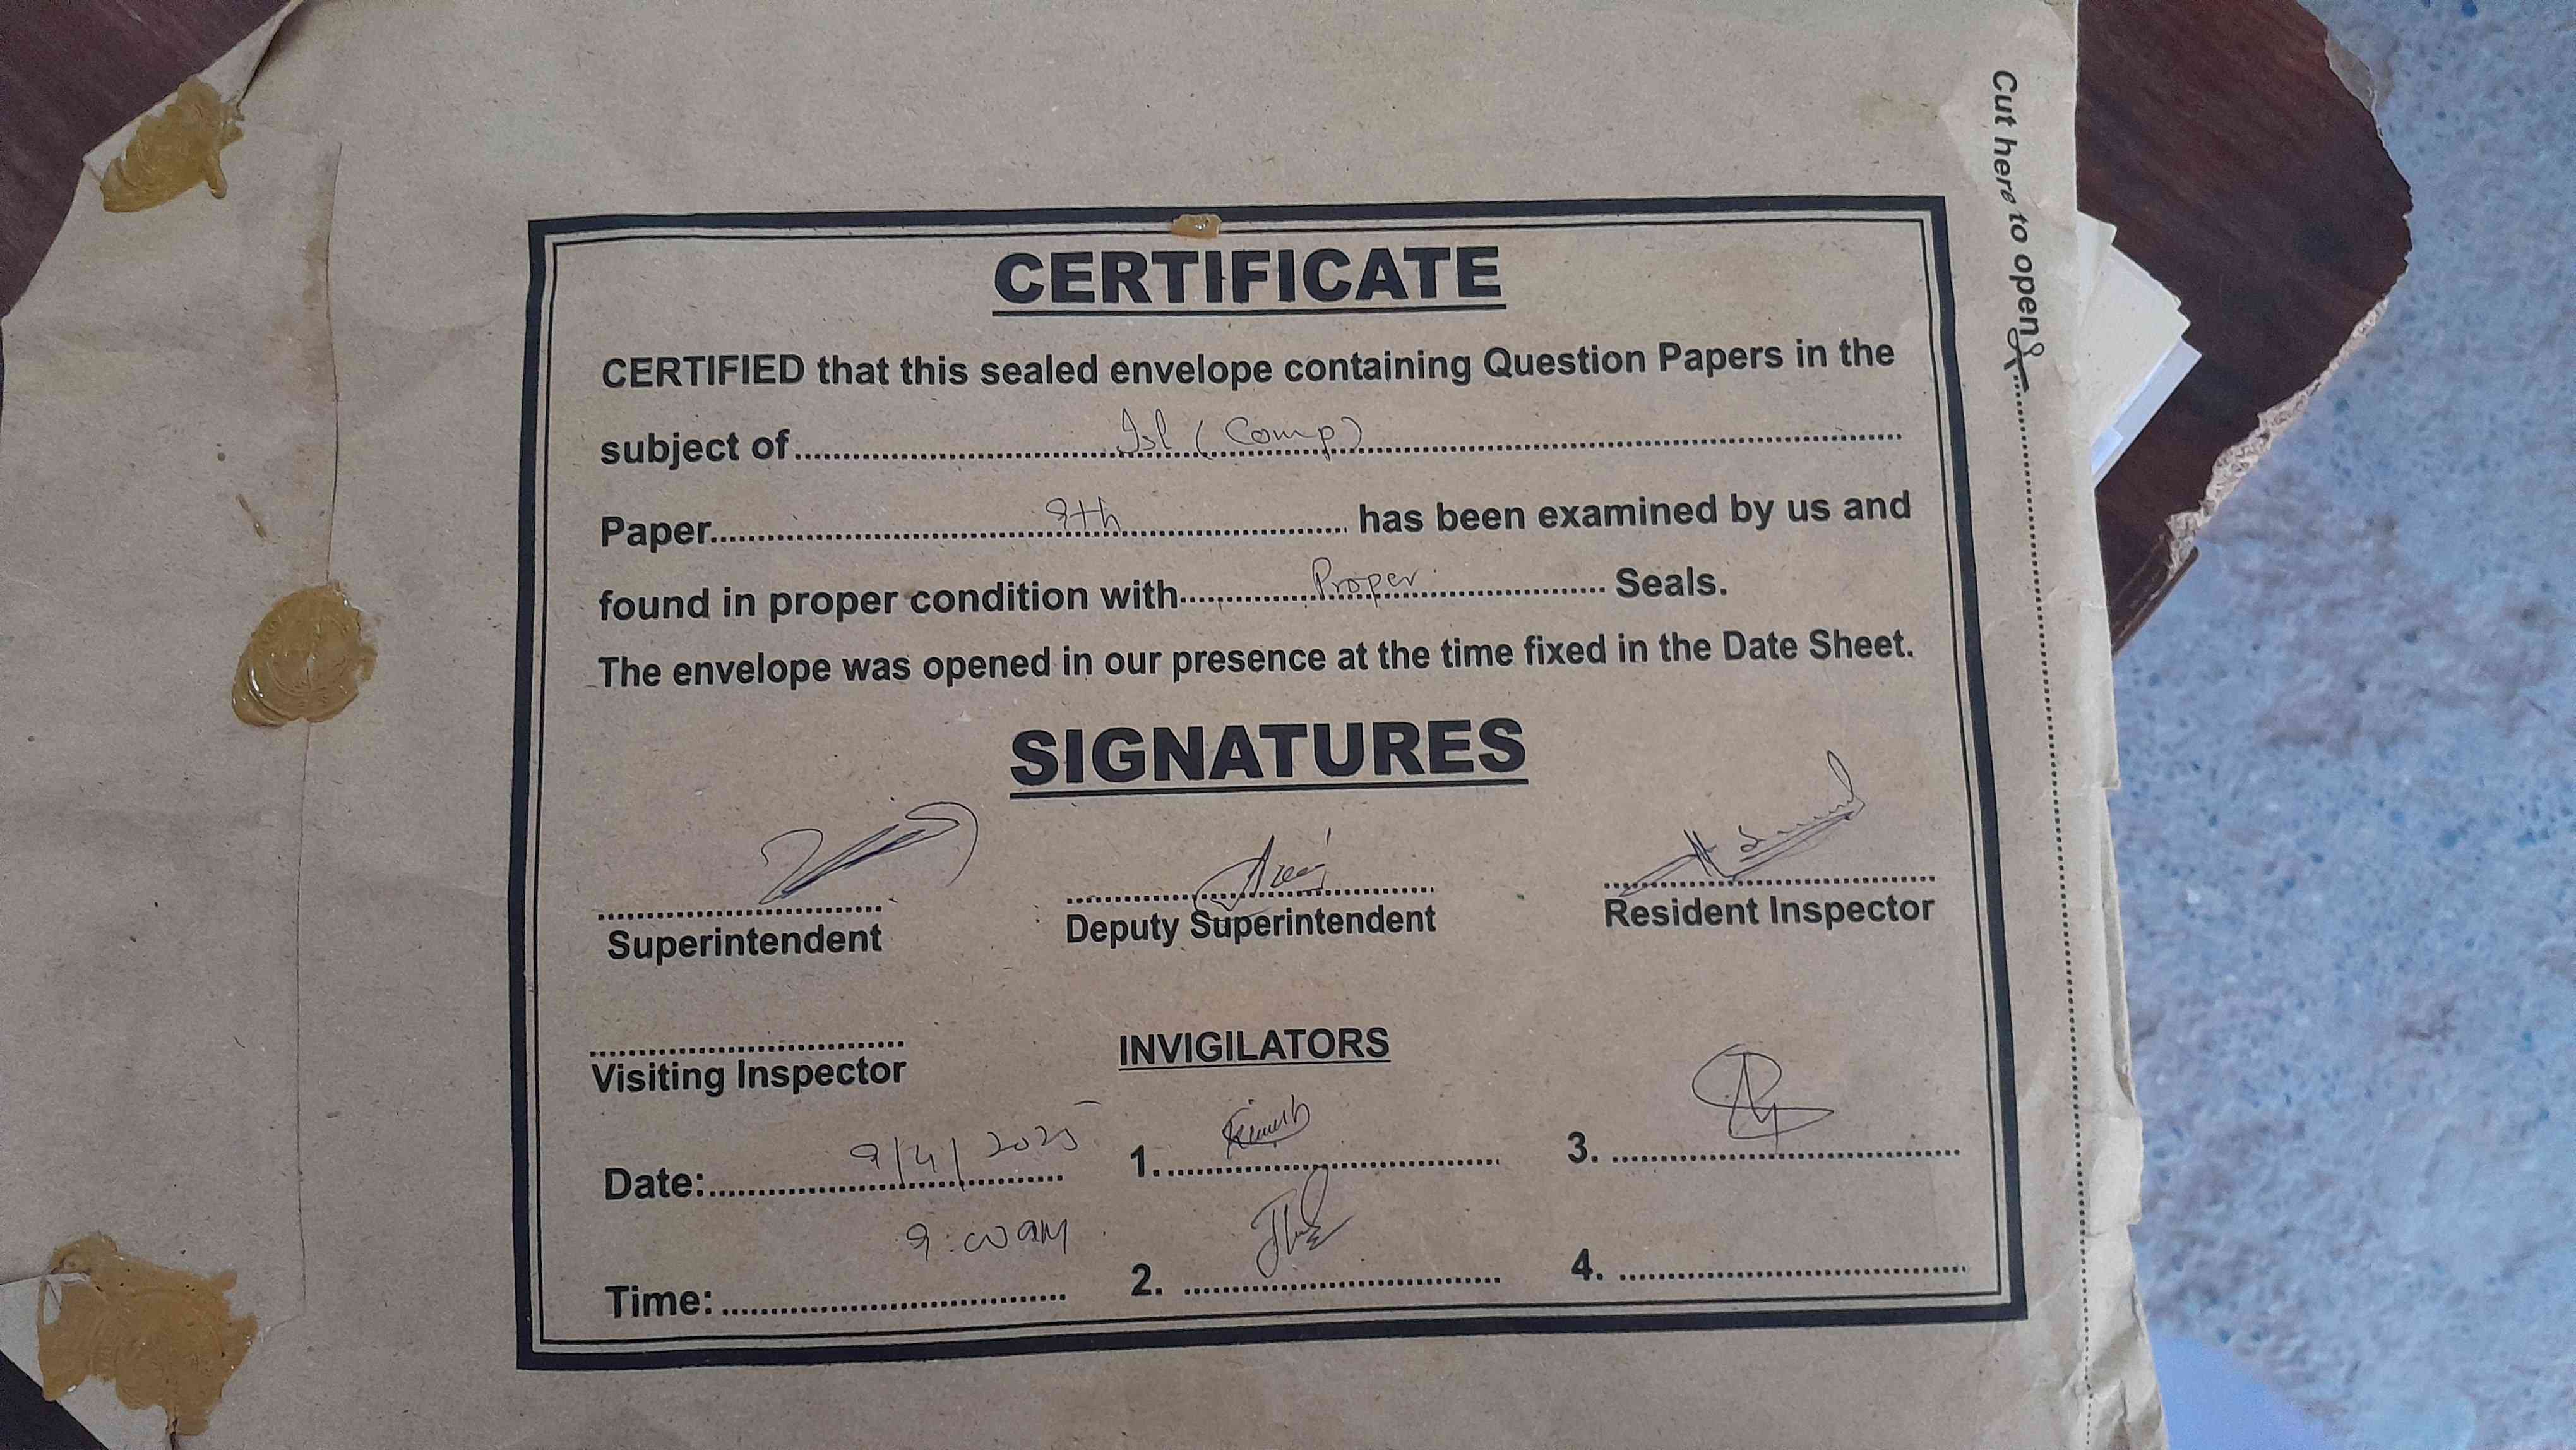 CERTIFICATE
CERTIFIED that this sealed envelope containing Question Papers in the
subject of.......Isl (Comp).......
Paper.......9th....... has been examined by us and
found in proper condition with.......Proper....... Seals.
The envelope was opened in our presence at the time fixed in the Date Sheet.
SIGNATURES
Superintendent
Deputy Superintendent
Resident Inspector
Visiting Inspector
INVIGILATORS
Date: 9/4/2025
1.
3.
Time: 9:00 am
2.
4.
Cut here to open